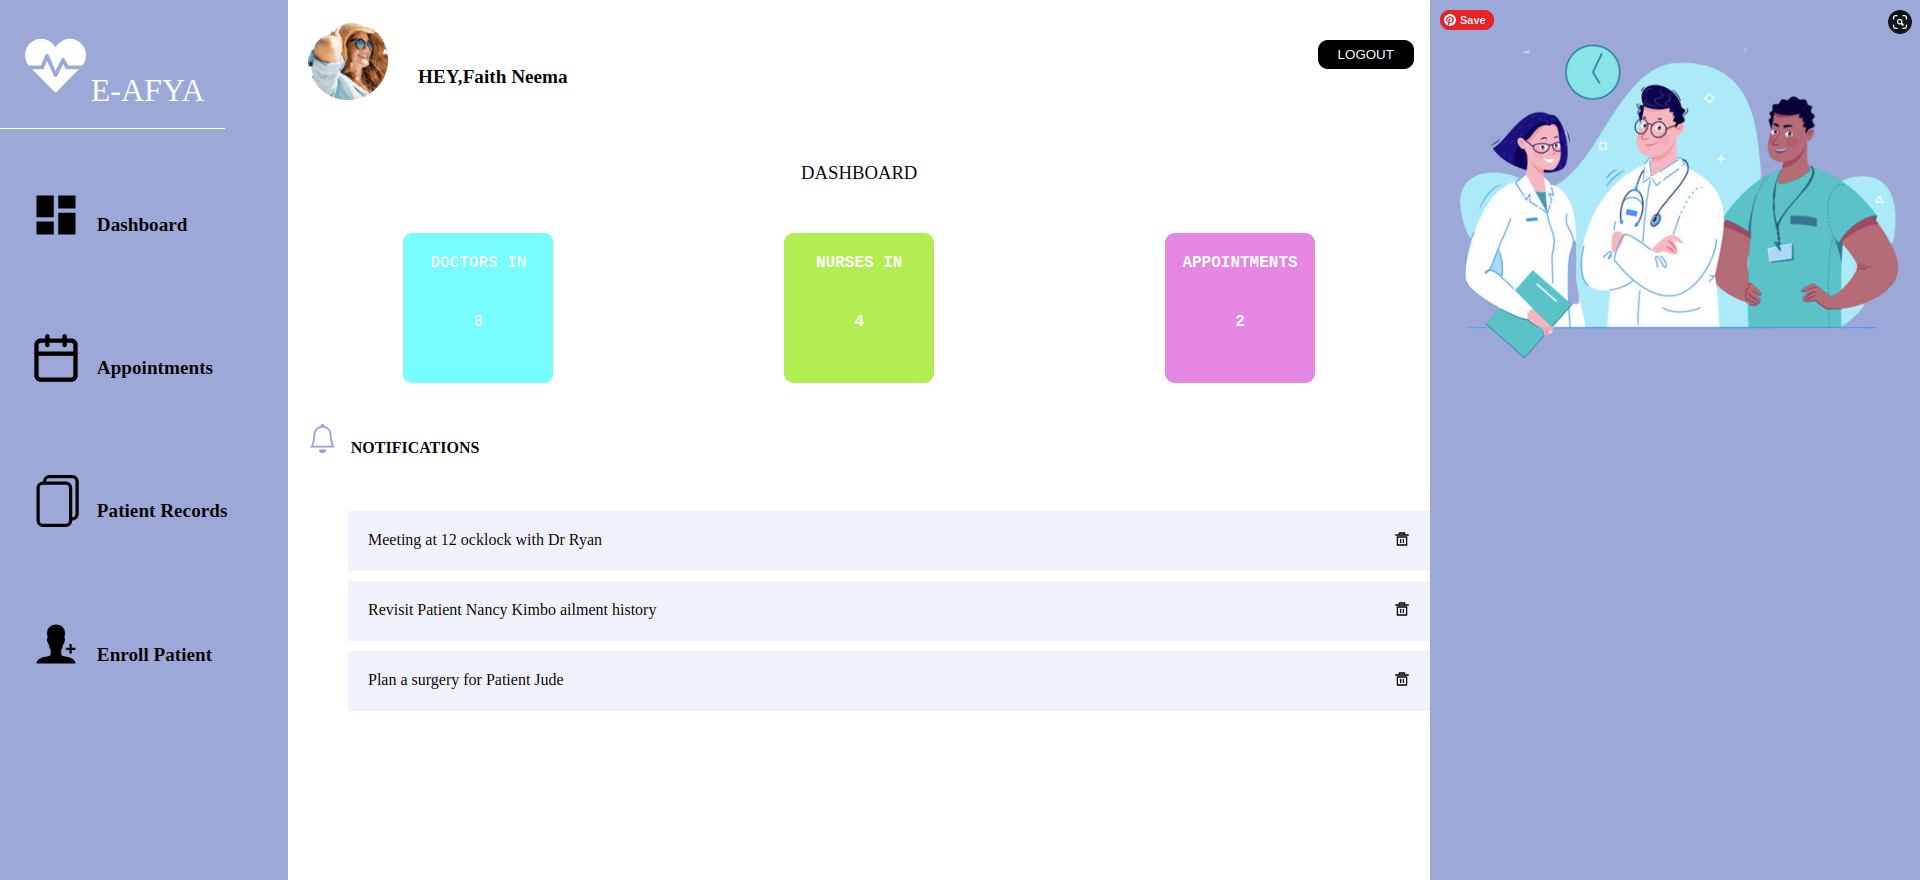 E-AFYA
Dashboard
Appointments
Patient Records
Enroll Patient
HEY,Faith Neema
LOGOUT
DASHBOARD
DOCTORS IN
8
NURSES IN
4
APPOINTMENTS
2
NOTIFICATIONS
Meeting at 12 ocklock with Dr Ryan
Revisit Patient Nancy Kimbo ailment history
Plan a surgery for Patient Jude
Save